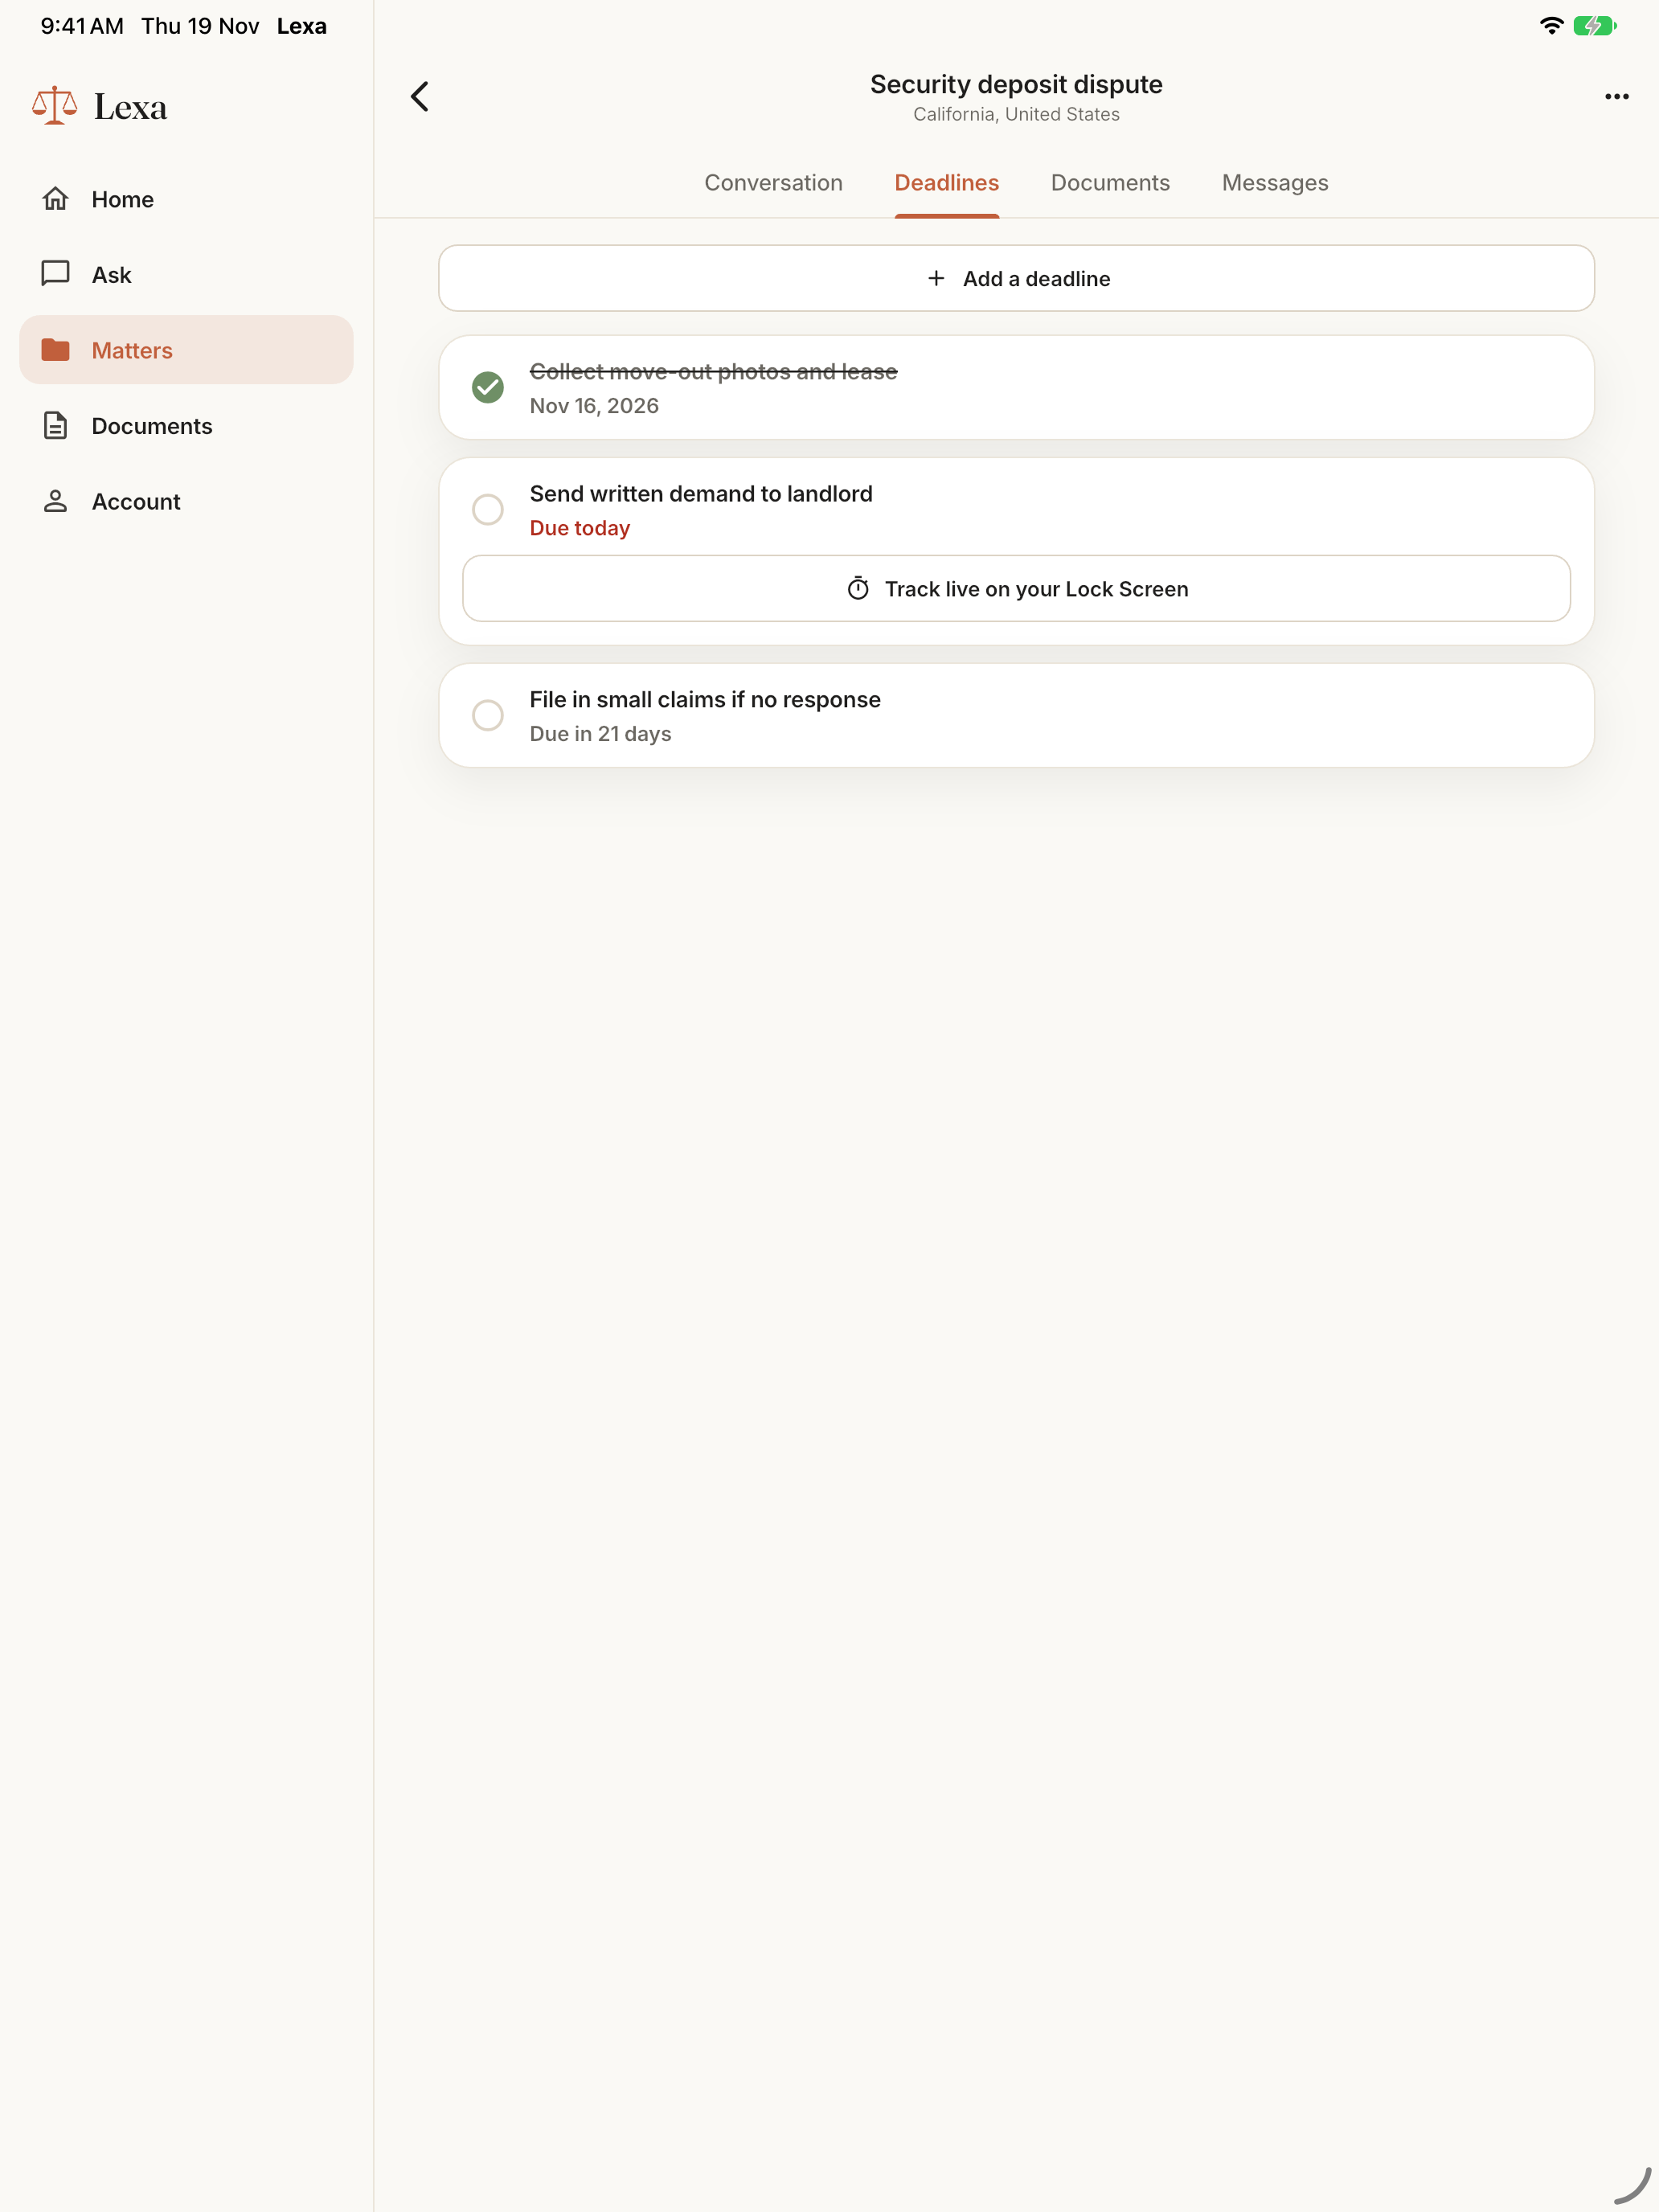 9:41 AM Thu 19 Nov Lexa
Lexa
Home
Ask
Matters
Documents
Account
Security deposit dispute
California, United States
Conversation Deadlines Documents Messages
Add a deadline
Collect move-out photos and lease
Nov 16, 2026
Send written demand to landlord
Due today
Track live on your Lock Screen
File in small claims if no response
Due in 21 days